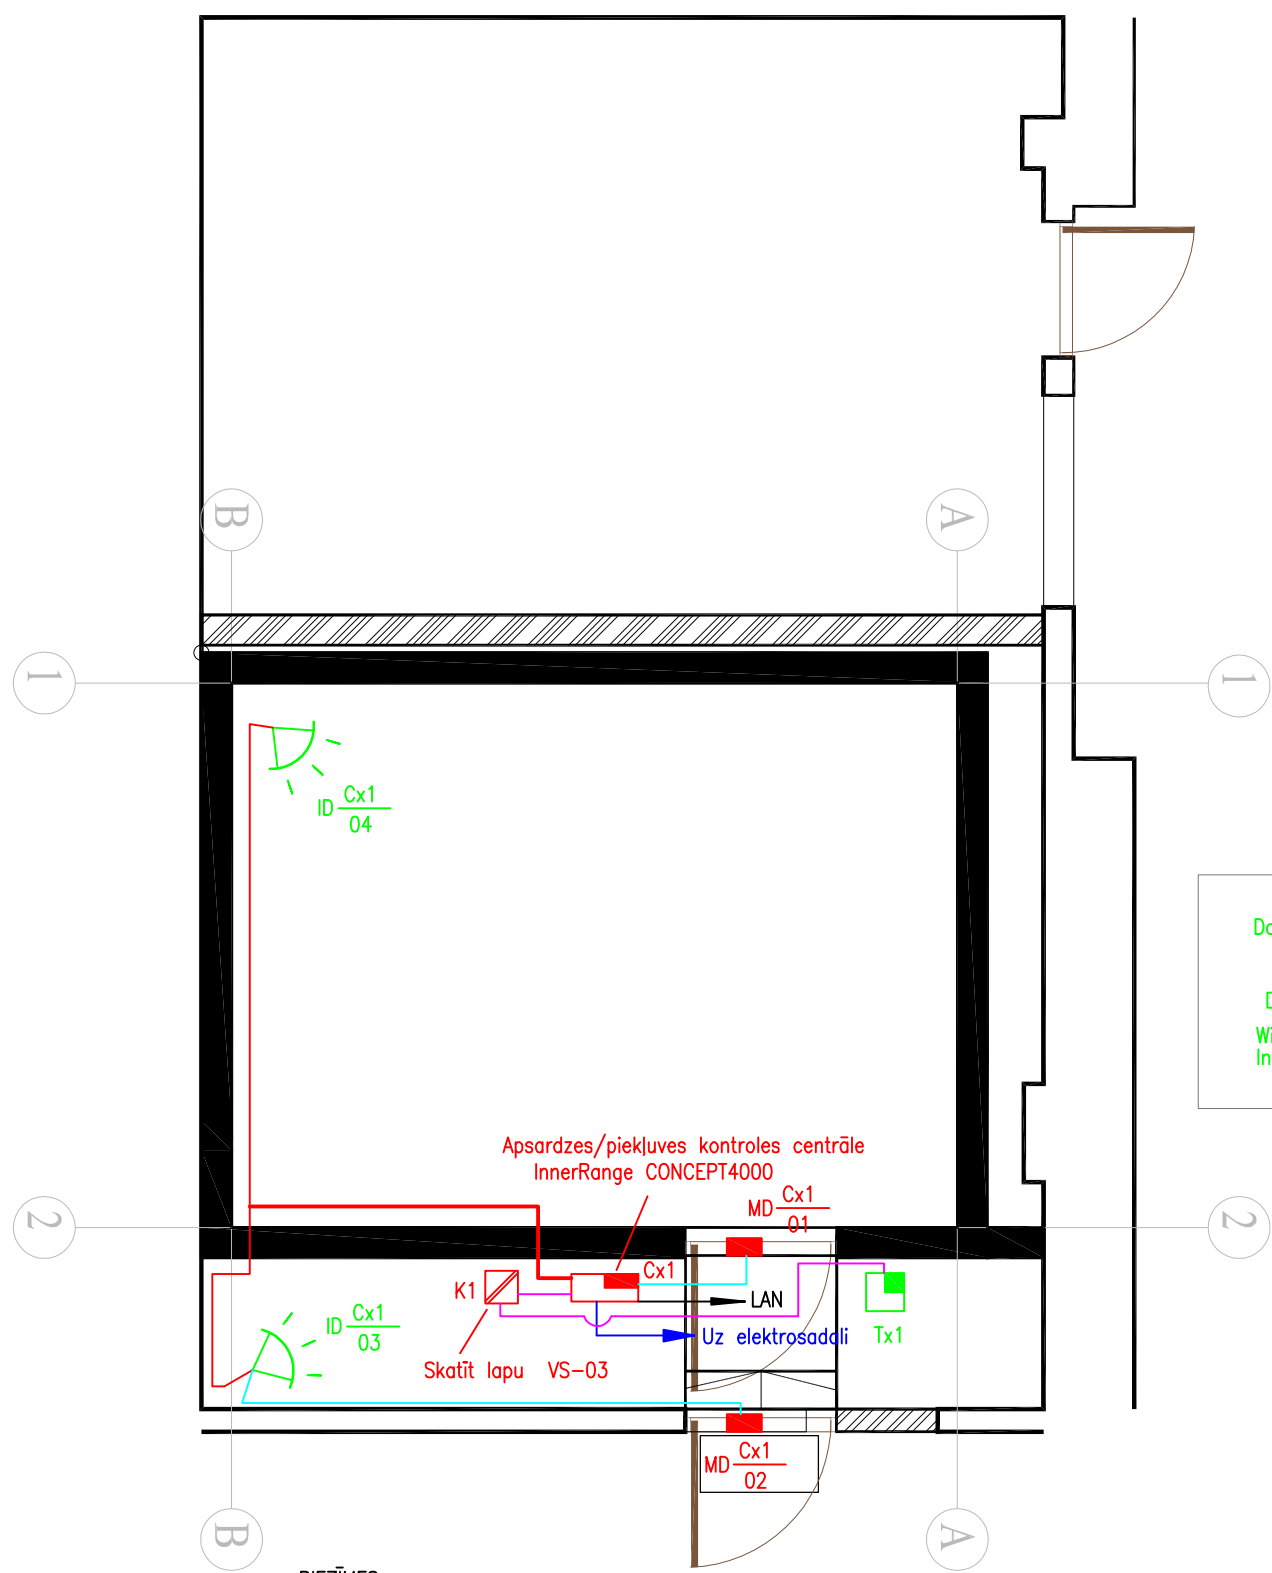 B
A
1
1
ID Cx1
04
Apsardzes/piekļuves kontroles centrāle
InnerRange CONCEPT4000
MD Cx1
01
2
2
Cx1
K1
LAN
ID Cx1
03
Uz elektrosadali
Tx1
Skatīt lapu VS-03
MD Cx1
02
B
A